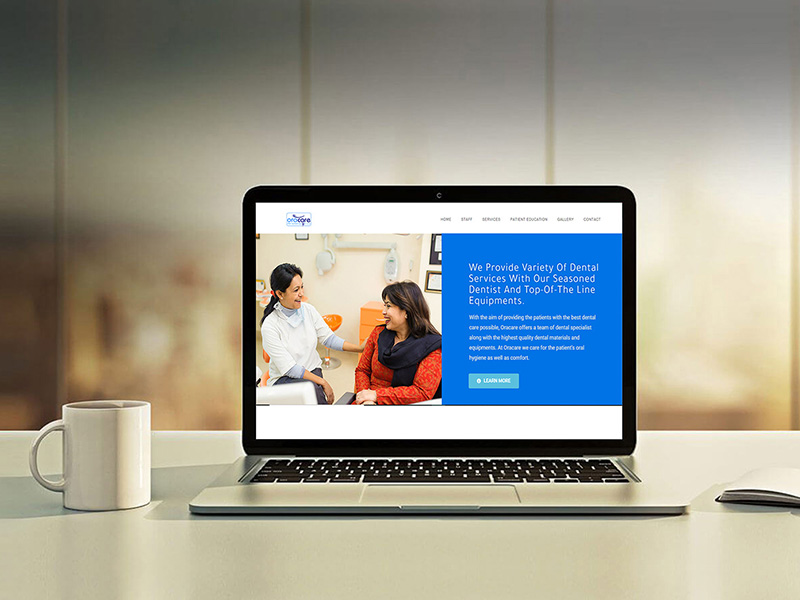 oracare
HOME STAFF SERVICES PATIENT EDUCATION GALLERY CONTACT
We Provide Variety Of Dental
Services With Our Seasoned
Dentist And Top-Of-The Line
Equipments.
With the aim of providing the patients with the best dental
care possible, Oracare offers a team of dental specialist
along with the highest quality dental materials and
equipments. At Oracare we care for the patient's oral
hygiene as well as comfort.
LEARN MORE